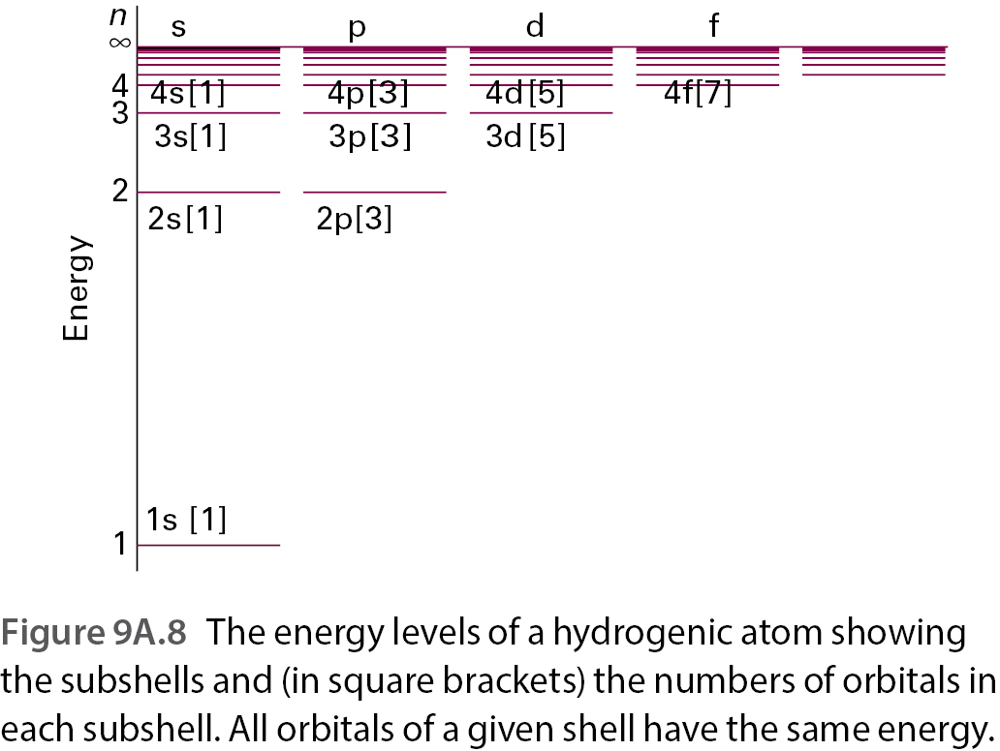 n s p d f
∞
4 4s[1] 4p[3] 4d[5] 4f[7]
3
3s[1] 3p[3] 3d[5]
2
2s[1] 2p[3]
Energy
1s [1]
1
Figure 9A.8 The energy levels of a hydrogenic atom showing
the subshells and (in square brackets) the numbers of orbitals in
each subshell. All orbitals of a given shell have the same energy.